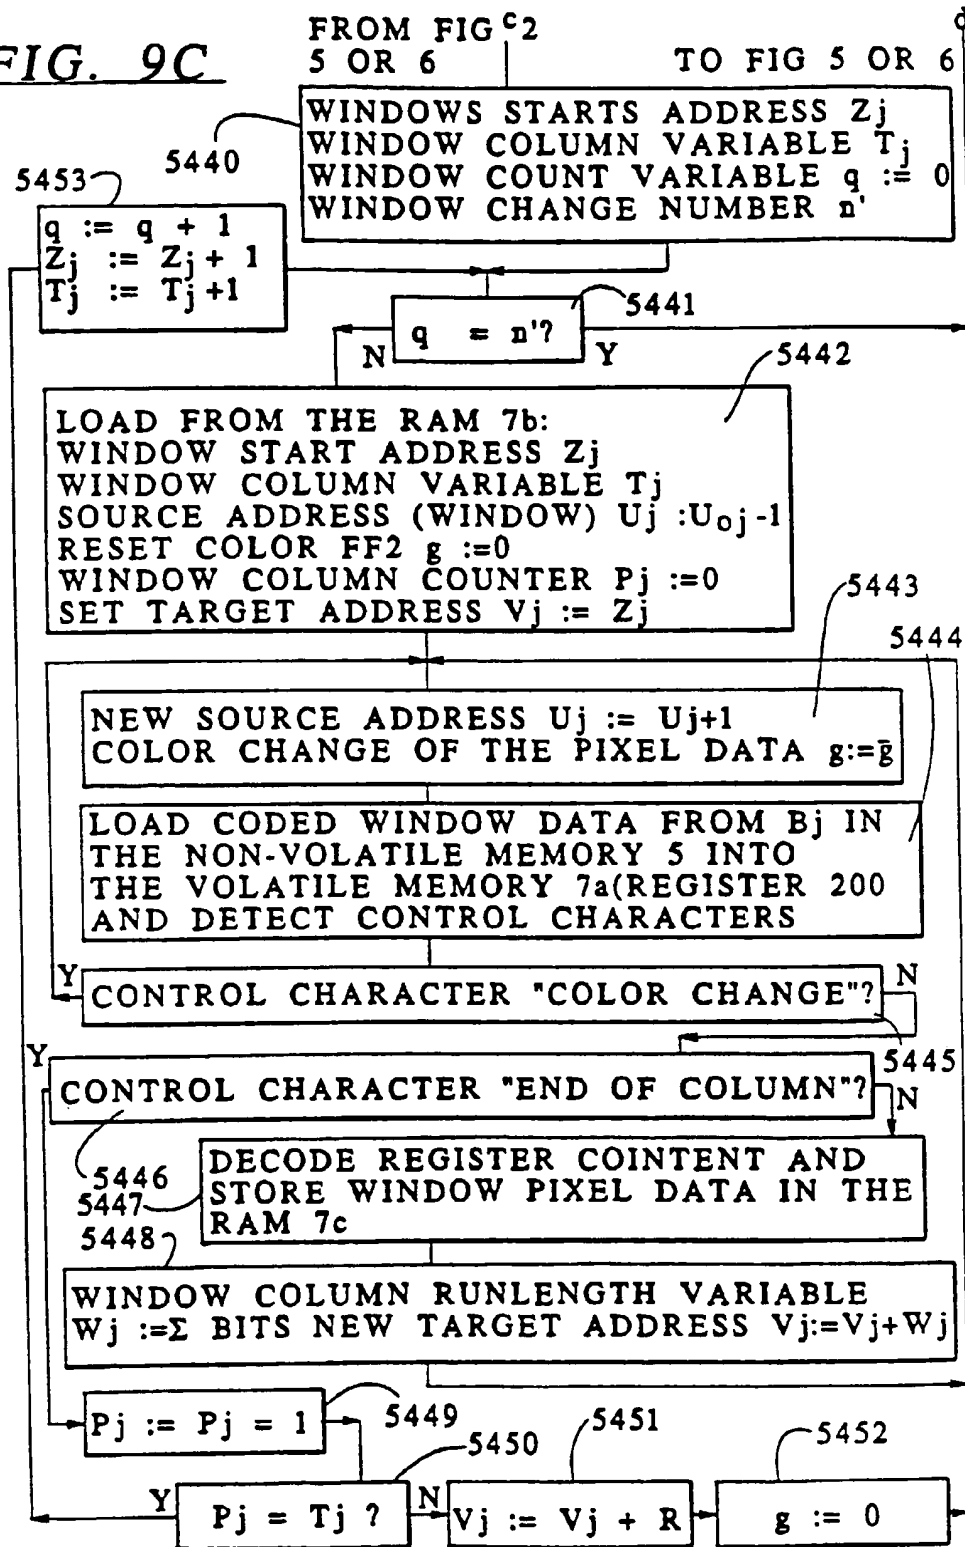 FIG. 9C
FROM FIG c2
5 OR 6
TO FIG 5 OR 6
d
WINDOWS STARTS ADDRESS Zj
WINDOW COLUMN VARIABLE Tj
WINDOW COUNT VARIABLE q := 0
WINDOW CHANGE NUMBER n'
5440
5453
q := q + 1
Zj := Zj + 1
Tj := Tj +1
q = n'?
5441
N
Y
5442
LOAD FROM THE RAM 7b:
WINDOW START ADDRESS Zj
WINDOW COLUMN VARIABLE Tj
SOURCE ADDRESS (WINDOW) Uj :Uoj-1
RESET COLOR FF2 g :=0
WINDOW COLUMN COUNTER Pj :=0
SET TARGET ADDRESS Vj := Zj
5443
5444
NEW SOURCE ADDRESS Uj := Uj+1
COLOR CHANGE OF THE PIXEL DATA g:=g̅
LOAD CODED WINDOW DATA FROM Bj IN
THE NON-VOLATILE MEMORY 5 INTO
THE VOLATILE MEMORY 7a(REGISTER 200
AND DETECT CONTROL CHARACTERS
Y
CONTROL CHARACTER "COLOR CHANGE"?
N
5445
Y
CONTROL CHARACTER "END OF COLUMN"?
N
5446
5447
DECODE REGISTER COINTENT AND
STORE WINDOW PIXEL DATA IN THE
RAM 7c
5448
WINDOW COLUMN RUNLENGTH VARIABLE
Wj :=Σ BITS NEW TARGET ADDRESS Vj:=Vj+Wj
Pj := Pj = 1
5449
5450
5451
5452
Y
Pj = Tj ?
N
Vj := Vj + R
g := 0